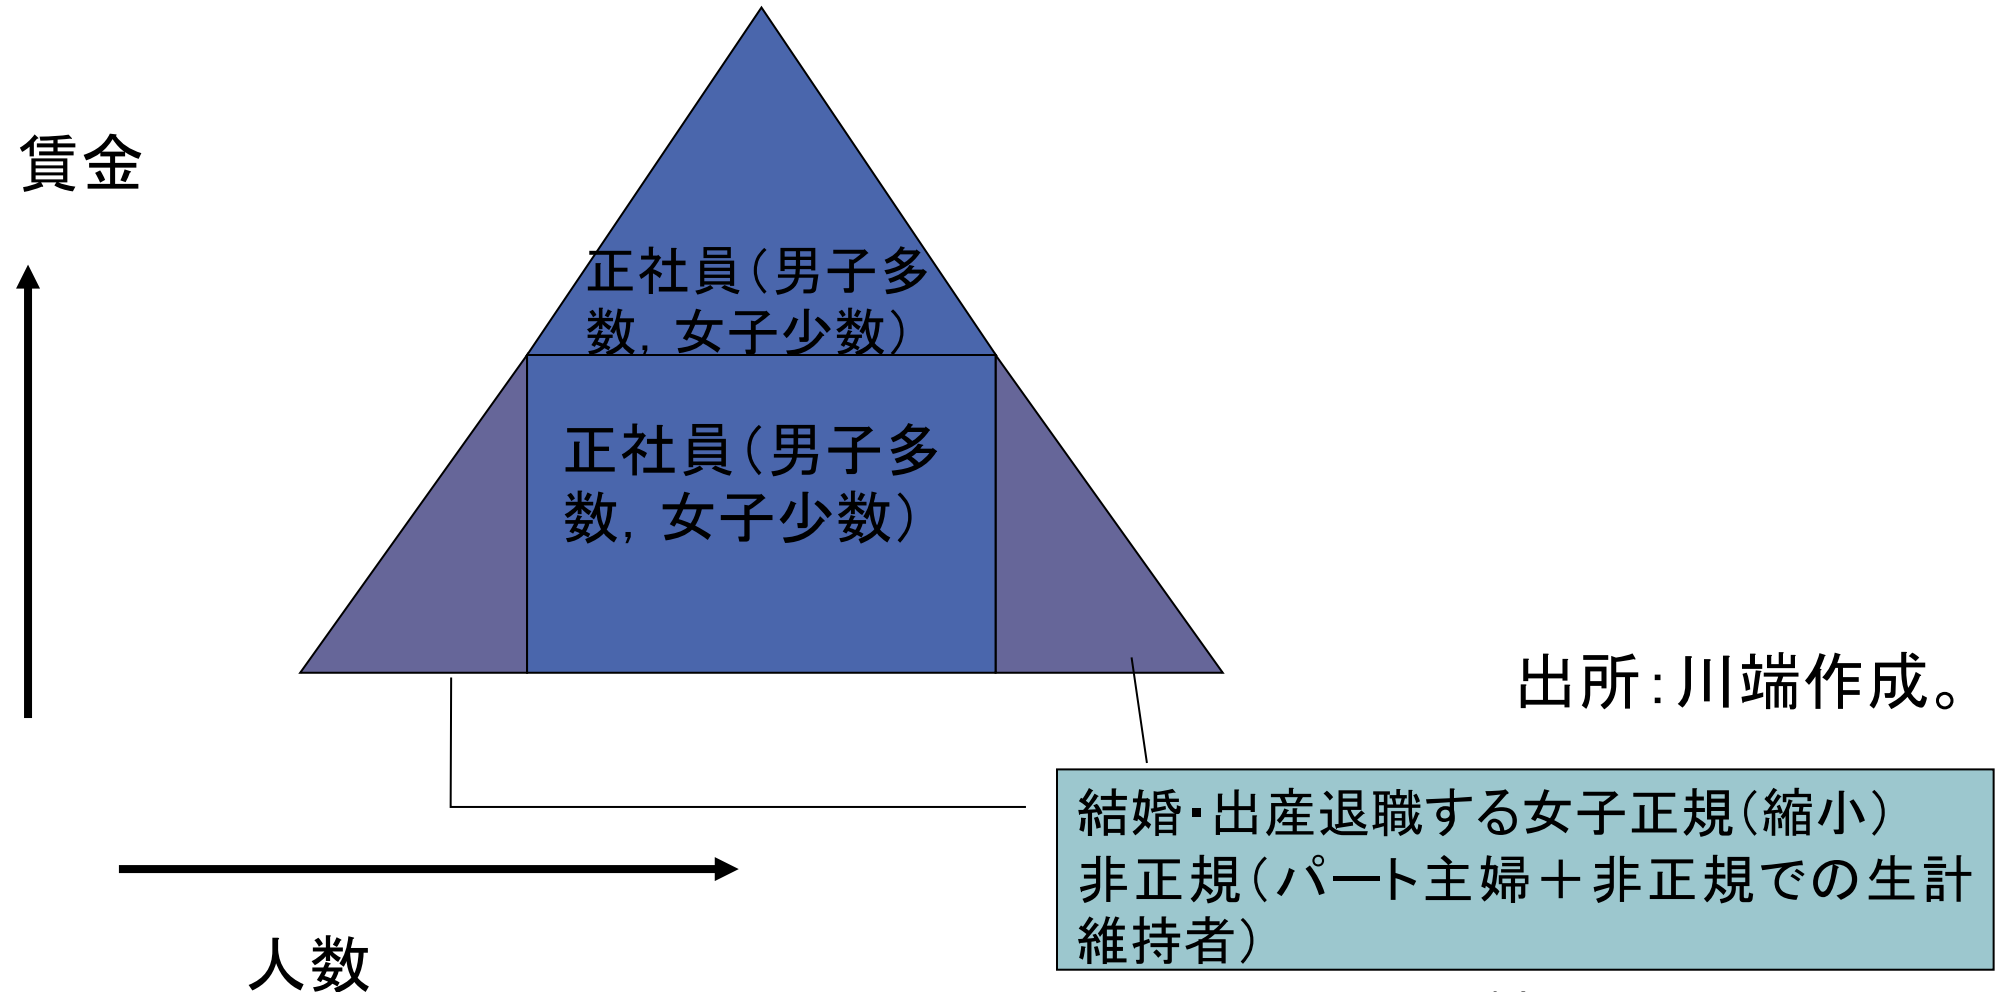 賃金
正社員（男子多
数，女子少数）
正社員（男子多
数，女子少数）
出所：川端作成。
結婚・出産退職する女子正規（縮小）
非正規（パート主婦＋非正規での生計
維持者）
人数